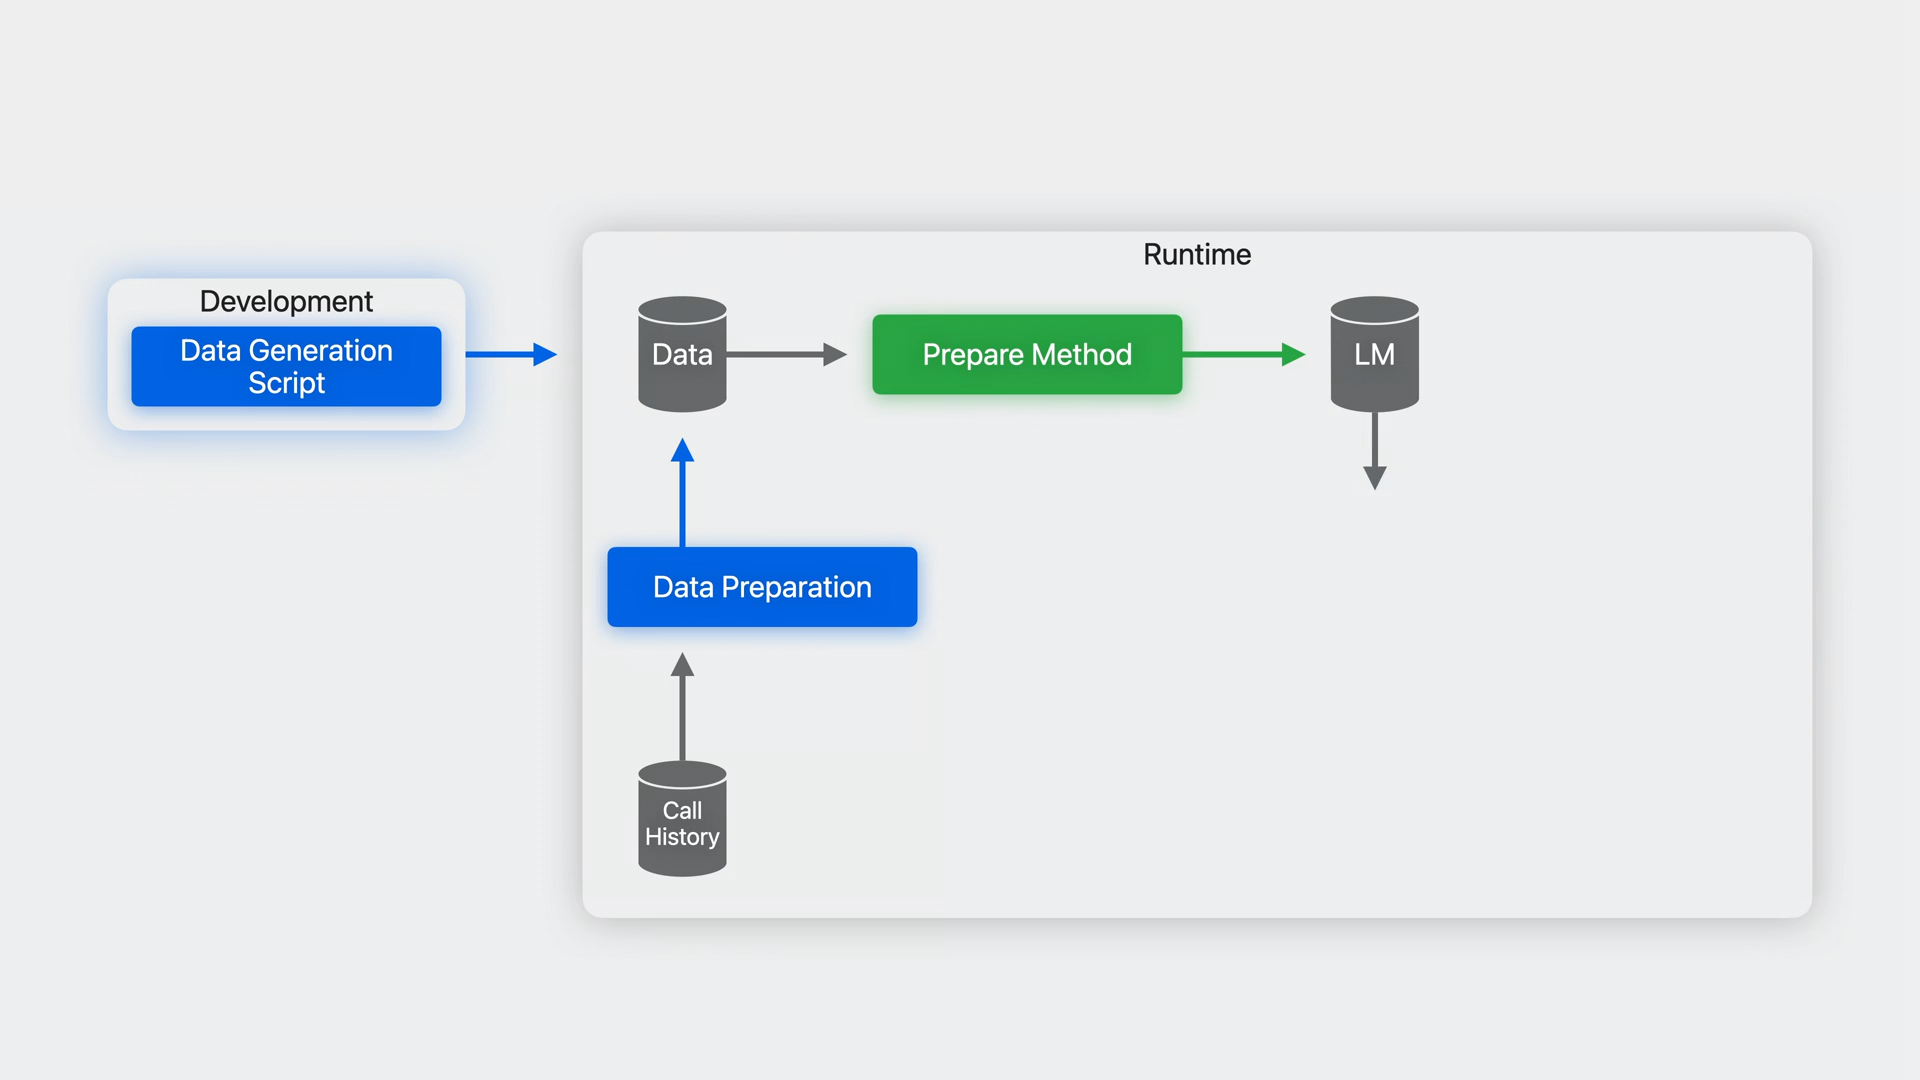 Runtime
Development
Data Generation
Script
Data
Prepare Method
LM
Data Preparation
Call
History